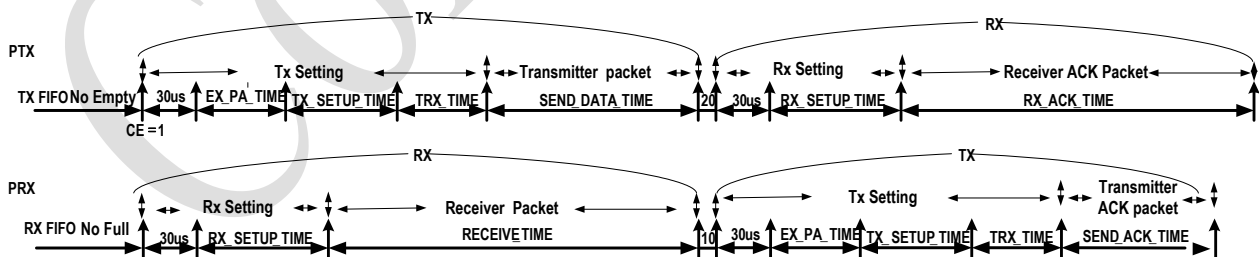 TX
RX
PTX
Tx Setting
Transmitter packet
Rx Setting
Receiver ACK Packet
TX FIFO No Empty
30us
EX_PA_TIME
TX_SETUP_TIME
TRX_TIME
SEND_DATA_TIME
20
30us
RX_SETUP_TIME
RX_ACK_TIME
CE=1
RX
TX
PRX
Rx Setting
Receiver Packet
Tx Setting
Transmitter
ACK packet
RX FIFO No Full
30us
RX_SETUP_TIME
RECEIVE_TIME
10
30us
EX_PA_TIME
TX_SETUP_TIME
TRX_TIME
SEND_ACK_TIME